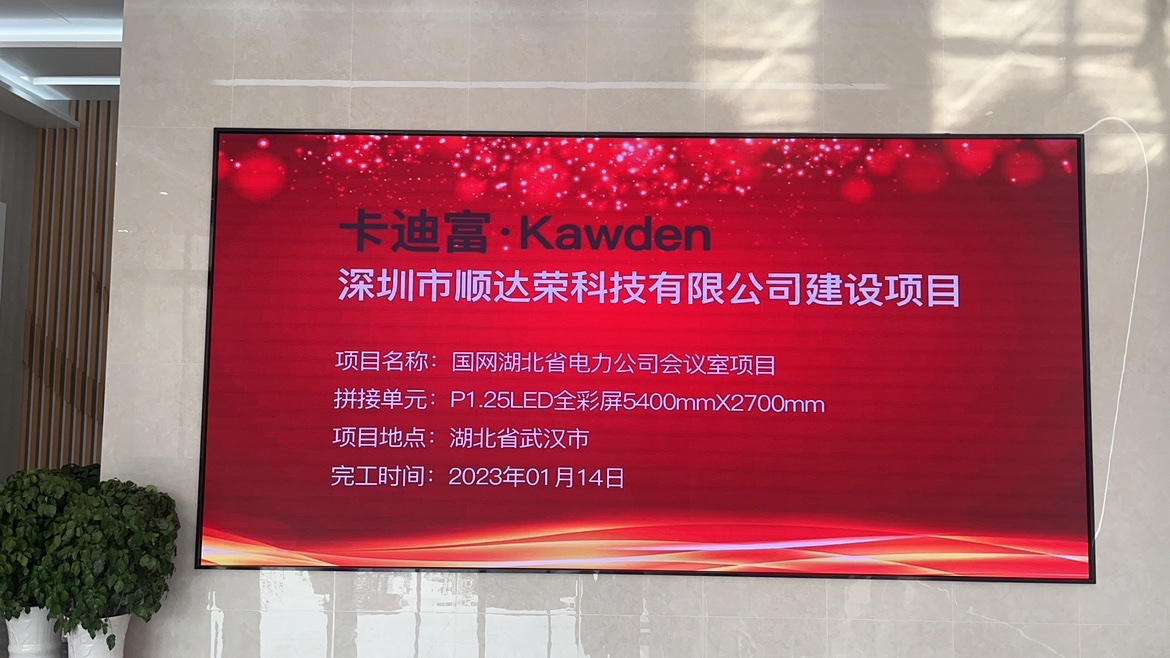 卡迪富·Kawden
深圳市顺达荣科技有限公司建设项目
项目名称：国网湖北省电力公司会议室项目
拼接单元：P1.25LED全彩屏5400mmX2700mm
项目地点：湖北省武汉市
完工时间：2023年01月14日